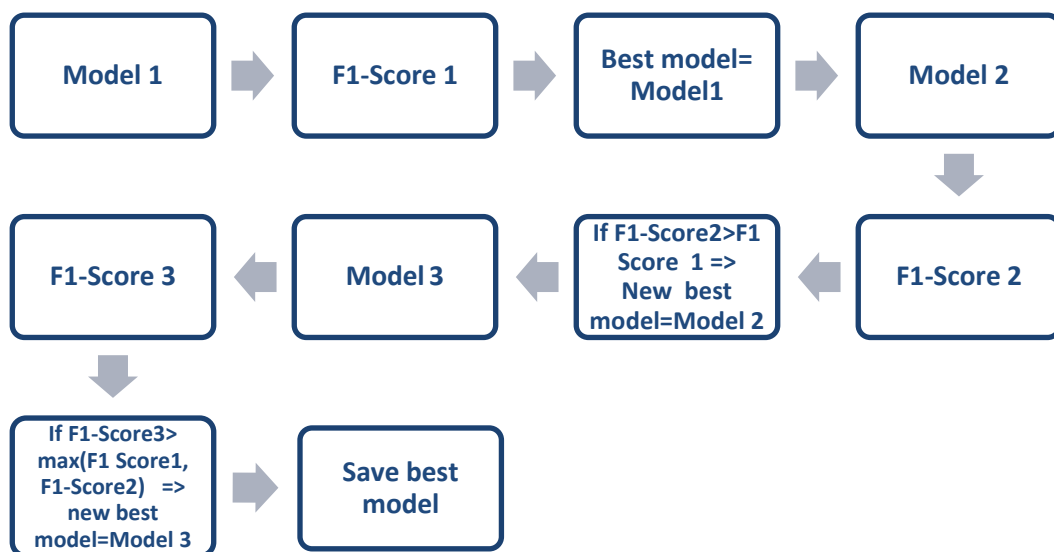 Model 1
F1-Score 1
Best model=
Model1
Model 2
F1-Score 2
If F1-Score2>F1
Score 1 =>
New best
model=Model 2
Model 3
F1-Score 3
If F1-Score3>
max(F1 Score1,
F1-Score2) =>
new best
model=Model 3
Save best
model